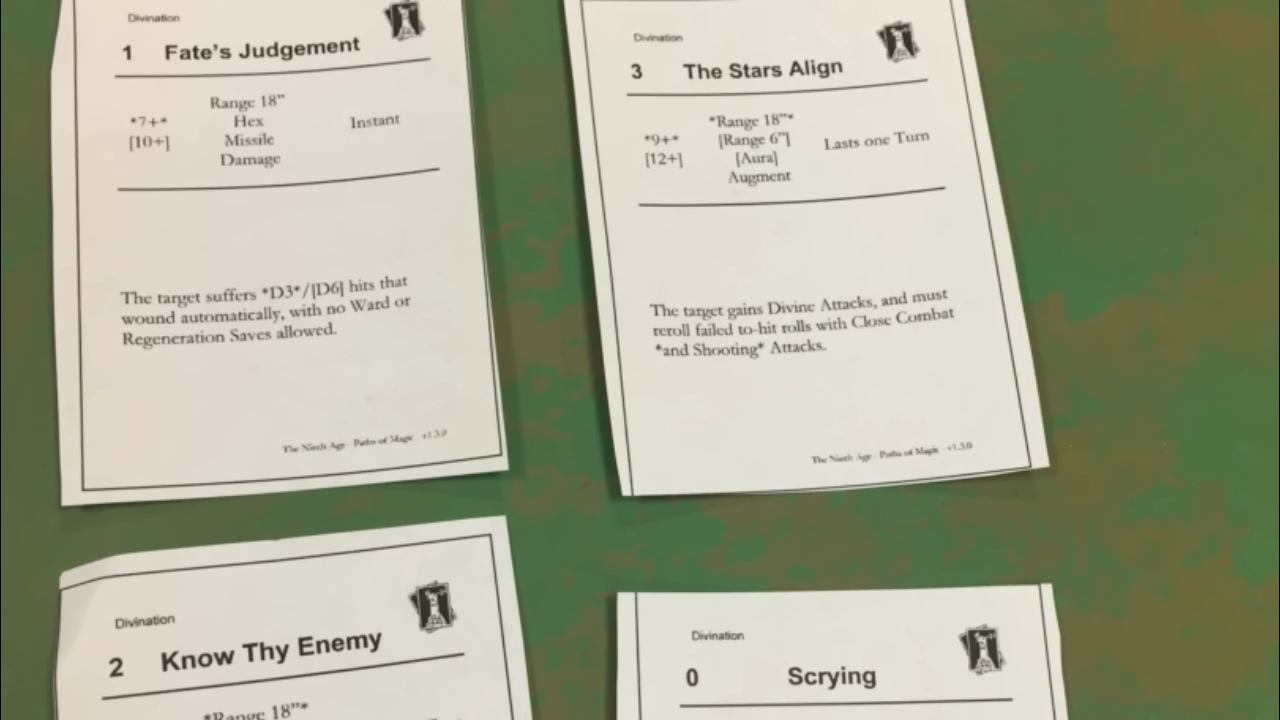 Divination
1 Fate's Judgement
Range 18"
*7+* Hex Instant
[10+] Missile
Damage
The target suffers *D3*/[D6] hits that
wound automatically, with no Ward or
Regeneration Saves allowed.
The Ninth Age - Paths of Magic - v1.3.0
Divination
3 The Stars Align
*Range 18"*
*9+* [Range 6"] Lasts one Turn
[12+] [Aura]
Augment
The target gains Divine Attacks, and must
reroll failed to-hit rolls with Close Combat
*and Shooting* Attacks.
The Ninth Age - Paths of Magic - v1.3.0
Divination
2 Know Thy Enemy
*Range 18"*
Divination
0 Scrying